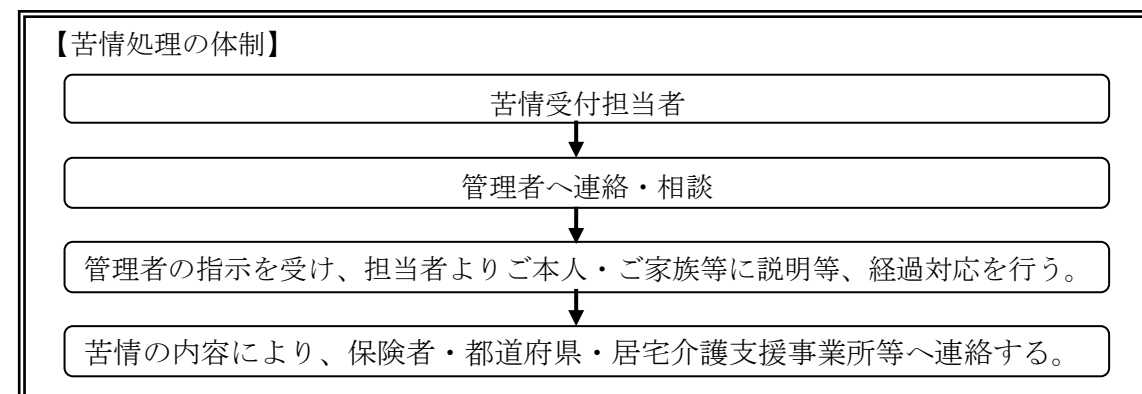 【苦情処理の体制】
苦情受付担当者
管理者へ連絡・相談
管理者の指示を受け、担当者よりご本人・ご家族等に説明等、経過対応を行う。
苦情の内容により、保険者・都道府県・居宅介護支援事業所等へ連絡する。